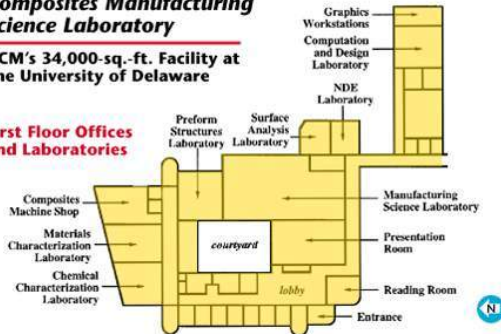 omposites Manufacturing
cience Laboratory
CM's 34,000-sq.-ft. Facility at
he University of Delaware
rst Floor Offices
nd Laboratories
Graphics
Workstations
Computation
and Design
Laboratory
NDE
Laboratory
Surface
Analysis
Laboratory
Preform
Structures
Laboratory
Composites
Machine Shop
Materials
Characterization
Laboratory
Chemical
Characterization
Laboratory
courtyard
Manufacturing
Science Laboratory
Presentation
Room
lobby
Reading Room
Entrance
N